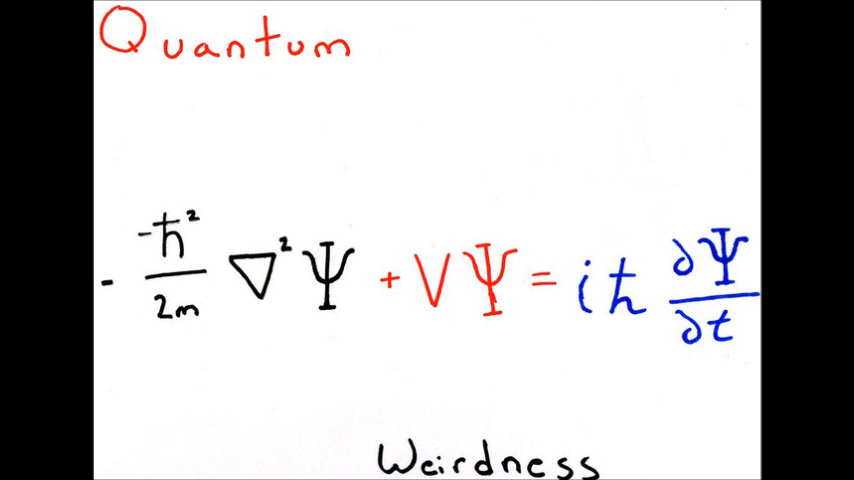 Quantum
- -ħ²/2m ∇²Ψ + VΨ = iħ ∂Ψ/∂t
Weirdness